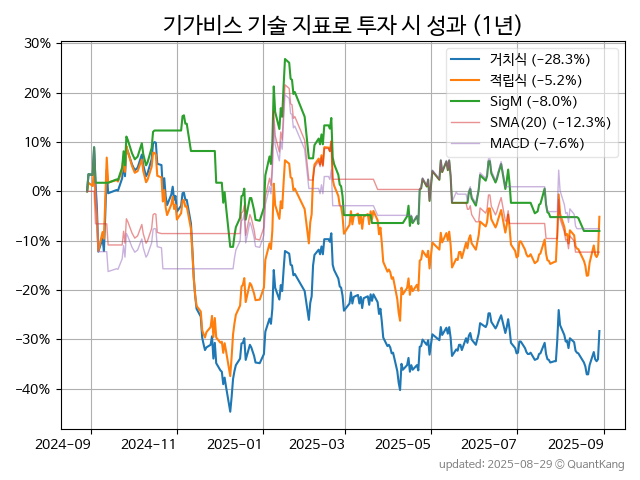 기가비스 기술 지표로 투자 시 성과 (1년)
거치식 (−28.3%)
적립식 (−5.2%)
SigM (−8.0%)
SMA(20) (−12.3%)
MACD (−7.6%)
30%
20%
10%
0%
−10%
−20%
−30%
−40%
2024−09 2024−11 2025−01 2025−03 2025−05 2025−07 2025−09
updated: 2025−08−29 © QuantKang